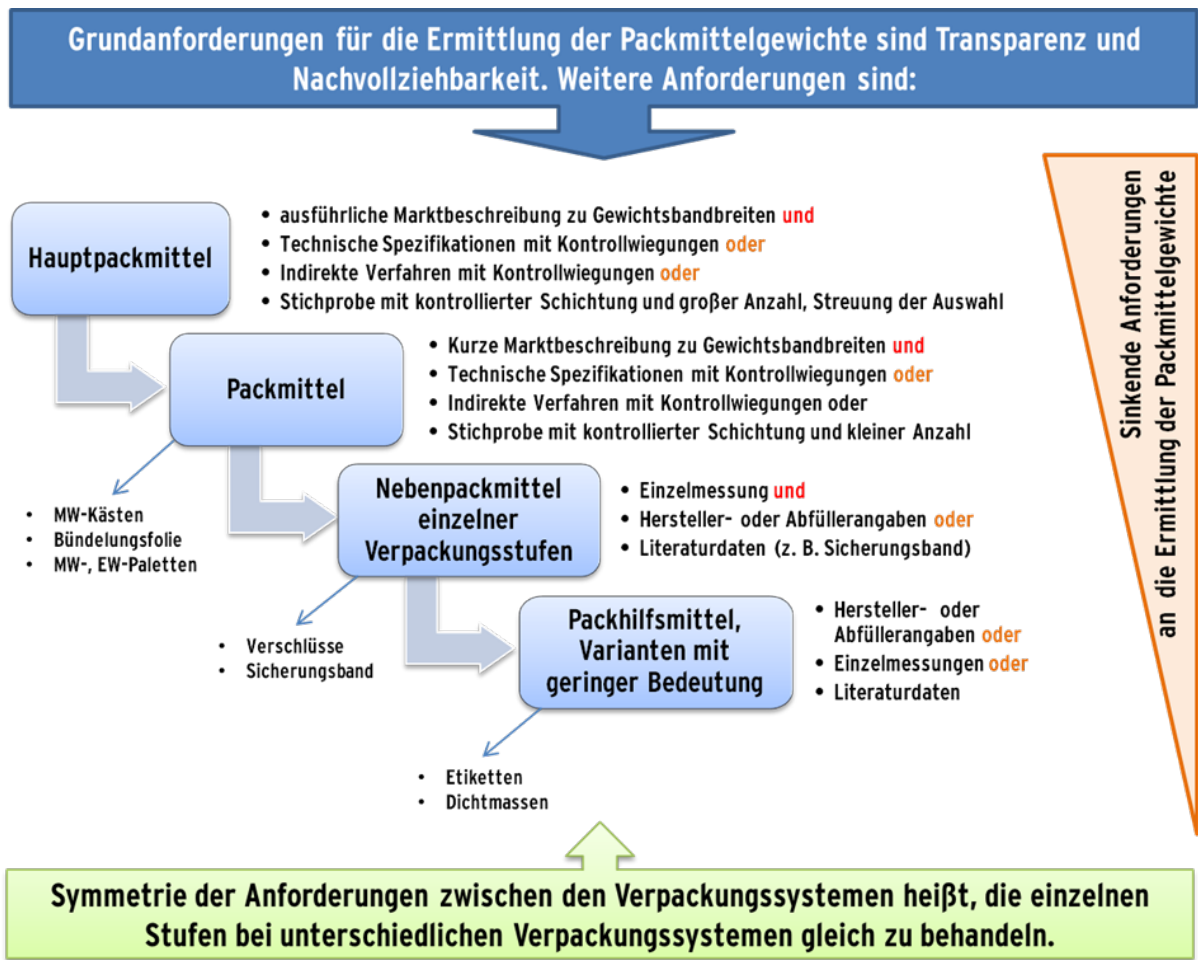 Grundanforderungen für die Ermittlung der Packmittelgewichte sind Transparenz und
Nachvollziehbarkeit. Weitere Anforderungen sind:
Hauptpackmittel
• ausführliche Marktbeschreibung zu Gewichtsbandbreiten und
• Technische Spezifikationen mit Kontrollwiegungen oder
• Indirekte Verfahren mit Kontrollwiegungen oder
• Stichprobe mit kontrollierter Schichtung und großer Anzahl, Streuung der Auswahl
Packmittel
• Kurze Marktbeschreibung zu Gewichtsbandbreiten und
• Technische Spezifikationen mit Kontrollwiegungen oder
• Indirekte Verfahren mit Kontrollwiegungen oder
• Stichprobe mit kontrollierter Schichtung und kleiner Anzahl
• MW-Kästen
• Bündelungsfolie
• MW-, EW-Paletten
Nebenpackmittel
einzelner
Verpackungsstufen
• Einzelmessung und
• Hersteller- oder Abfüllerangaben oder
• Literaturdaten (z. B. Sicherungsband)
• Verschlüsse
• Sicherungsband
Packhilfsmittel,
Varianten mit
geringer Bedeutung
• Hersteller- oder
Abfüllerangaben oder
• Einzelmessungen oder
• Literaturdaten
• Etiketten
• Dichtmassen
Sinkende Anforderungen
an die Ermittlung der Packmittelgewichte
Symmetrie der Anforderungen zwischen den Verpackungssystemen heißt, die einzelnen
Stufen bei unterschiedlichen Verpackungssystemen gleich zu behandeln.